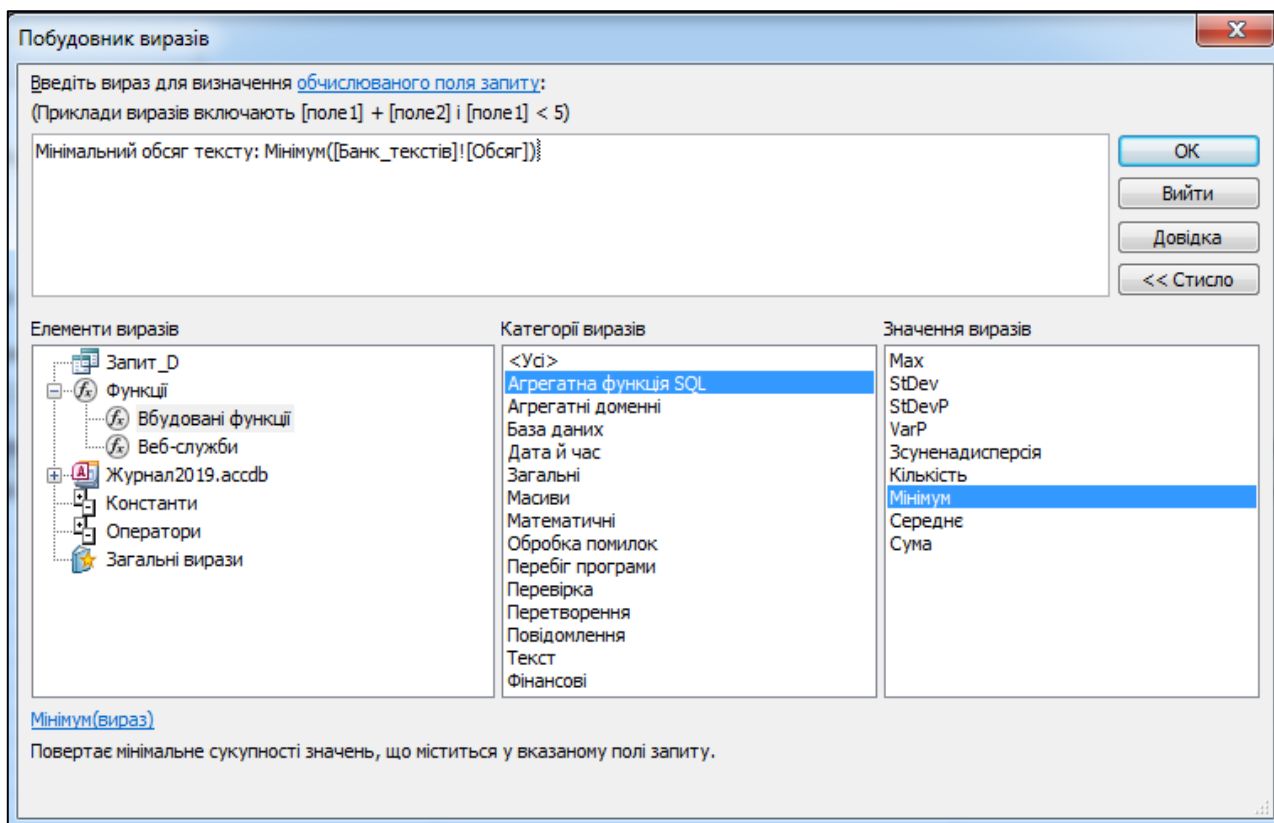 Побудовник виразів
Введіть вираз для визначення обчислюваного поля запиту:
(Приклади виразів включають [поле1] + [поле2] і [поле1] < 5)
Мінімальний обсяг тексту: Мінімум([Банк_текстів]![Обсяг])
ОК
Вийти
Довідка
<< Стисло
Елементи виразів
Запит_D
Функції
Вбудовані функції
Веб-служби
Журнал2019.accdb
Константи
Оператори
Загальні вирази
Категорії виразів
<Усі>
Агрегатна функція SQL
Агрегатні доменні
База даних
Дата й час
Загальні
Масиви
Математичні
Обробка помилок
Перебіг програми
Перевірка
Перетворення
Повідомлення
Текст
Фінансові
Значення виразів
Max
StDev
StDevP
VarP
Зсуненадисперсія
Кількість
Мінімум
Середнє
Сума
Мінімум(вираз)
Повертає мінімальне сукупності значень, що міститься у вказаному полі запиту.